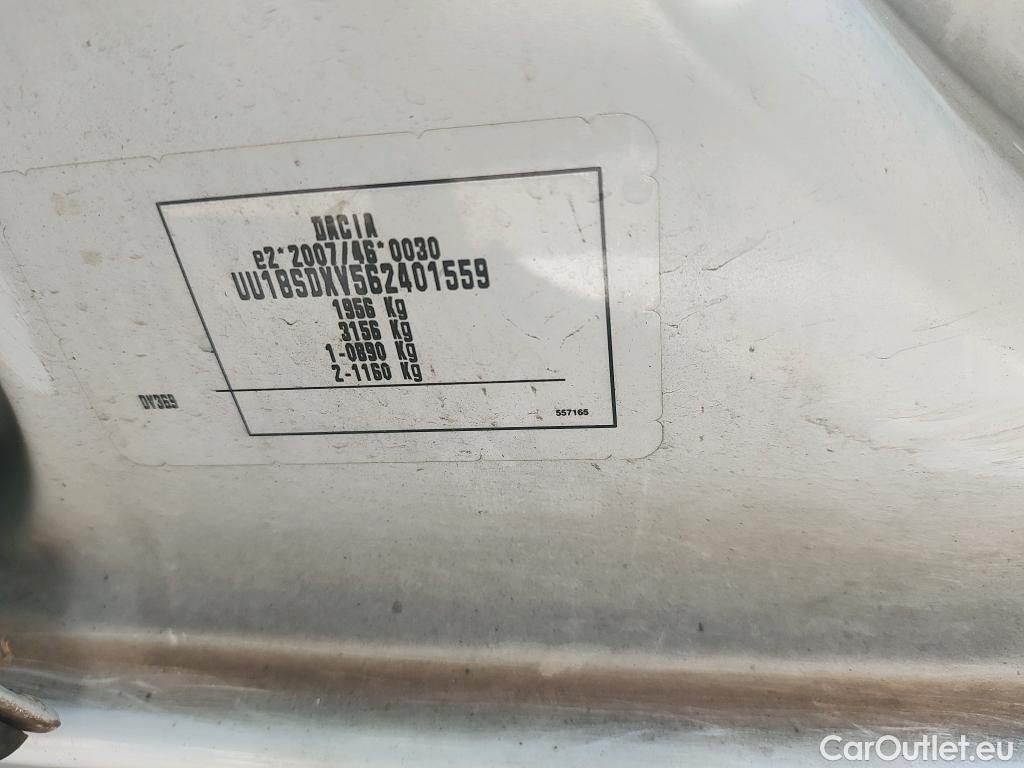 DACIA
e2*2007/46*0030
UU18SDXV562401559
1956 Kg
3156 Kg
1-0890 Kg
2-1160 Kg
DV369
557165
CarOutlet.eu